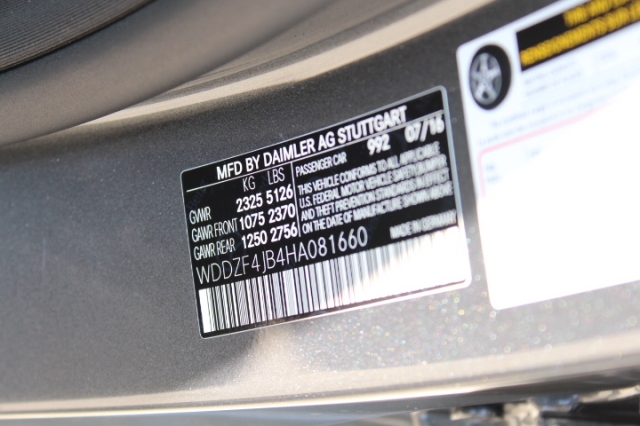 MFD BY DAIMLER AG STUTTGART
KG LBS
GVWR 2325 5126
GAWR FRONT 1075 2370
GAWR REAR 1250 2756
PASSENGER CAR 992 07/16
THIS VEHICLE CONFORMS TO ALL APPLICABLE
U.S. FEDERAL MOTOR VEHICLE SAFETY, BUMPER,
AND THEFT PREVENTION STANDARDS IN EFFECT
ON THE DATE OF MANUFACTURE SHOWN ABOVE
WDDZF4JB4HA081660
MADE IN GERMANY